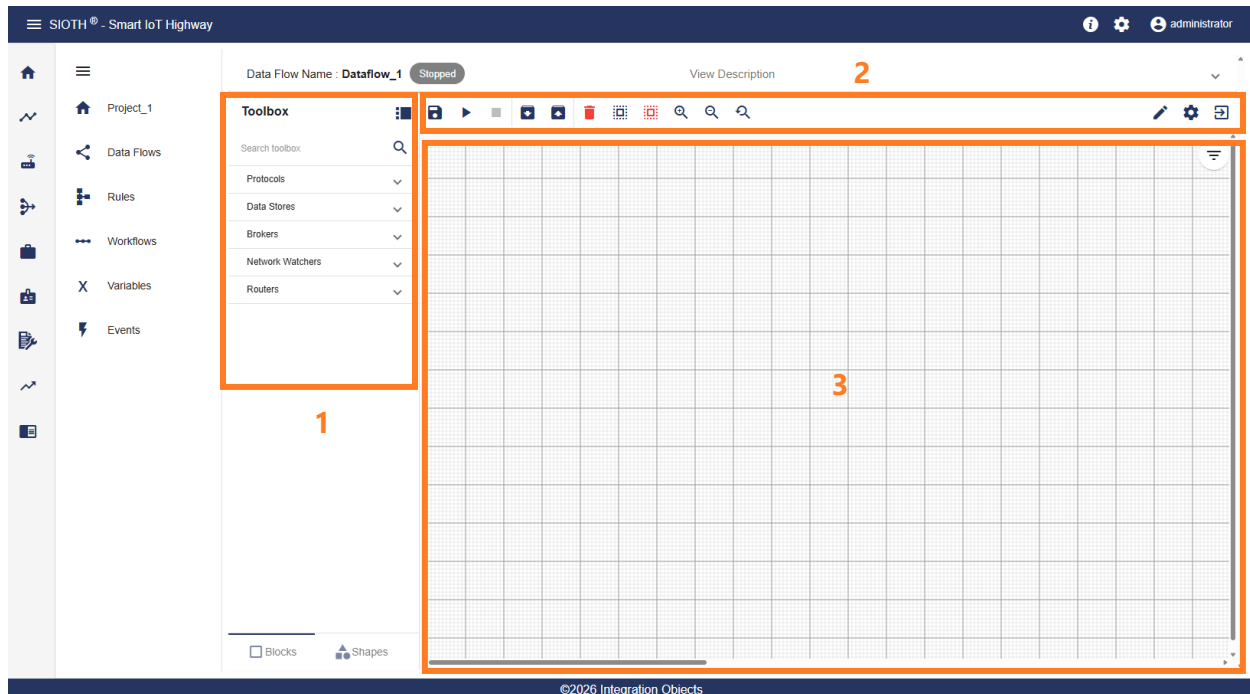 SIOTH ® - Smart IoT Highway
administrator
Data Flow Name : Dataflow_1 Stopped
View Description
2
Project_1
Data Flows
Rules
Workflows
X Variables
Events
Toolbox
Search toolbox
Protocols
Data Stores
Brokers
Network Watchers
Routers
1
3
Blocks
Shapes
©2026 Integration Objects